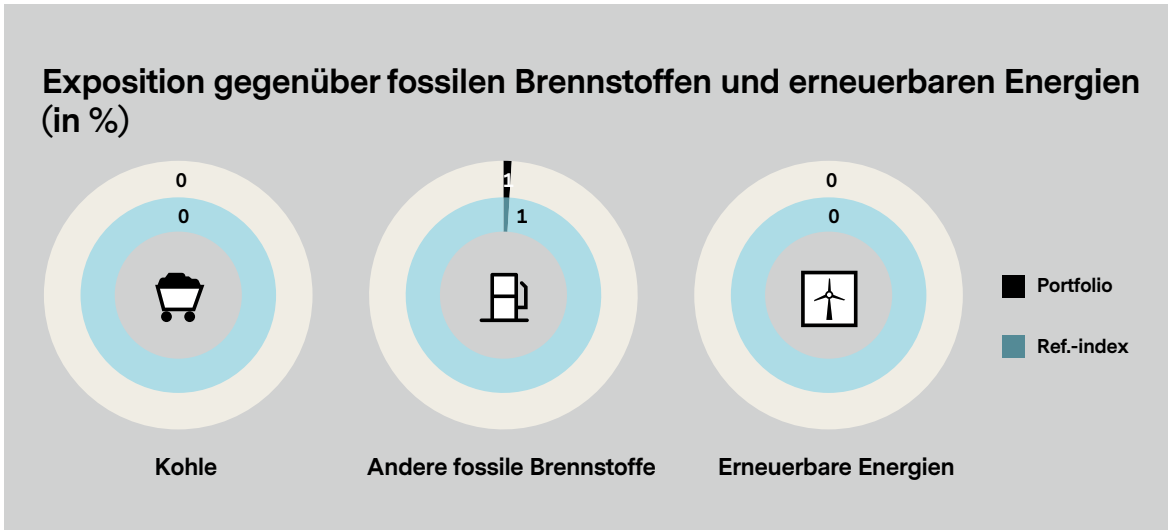 Exposition gegenüber fossilen Brennstoffen und erneuerbaren Energien
(in %)
0
0
1
1
0
0
Portfolio
Ref.-index
Kohle
Andere fossile Brennstoffe
Erneuerbare Energien